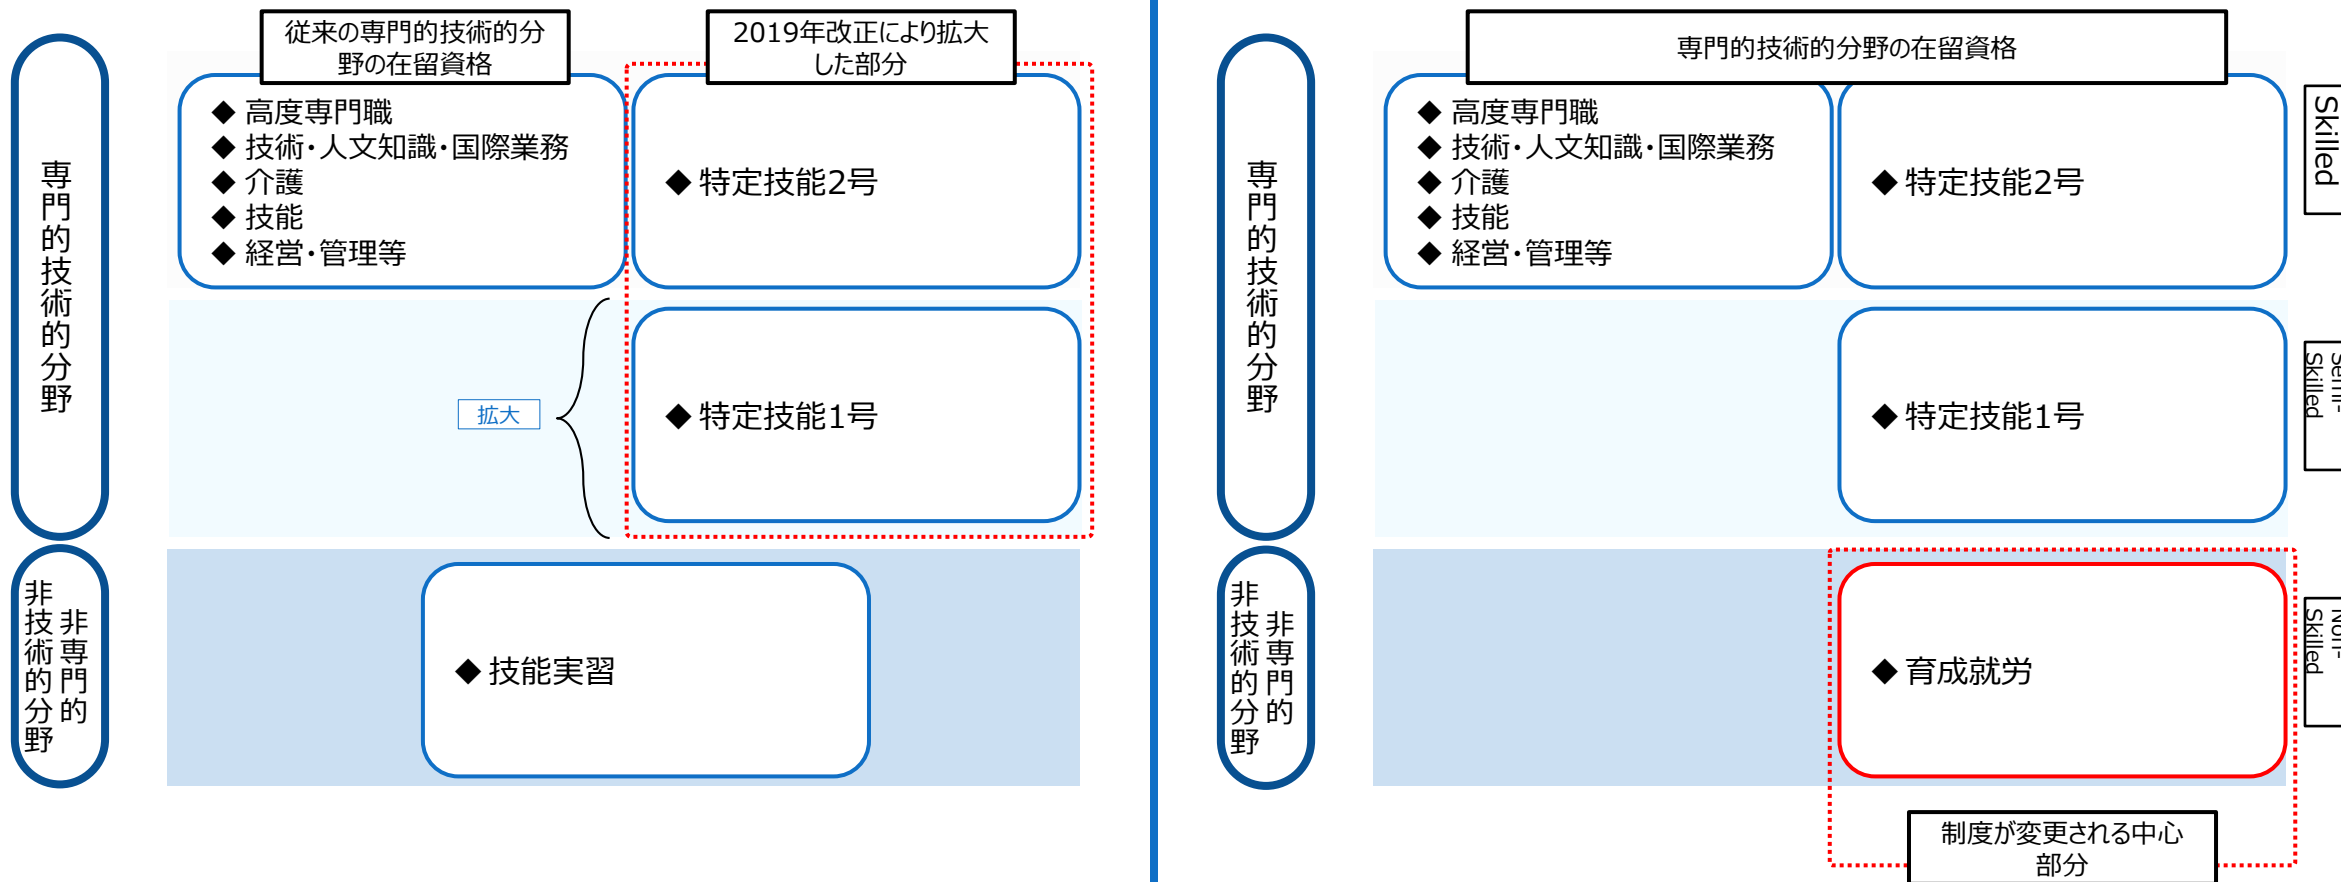 従来の専門的技術的分
野の在留資格
2019年改正により拡大
した部分
専門的技術的分野
◆ 高度専門職
◆ 技術・人文知識・国際業務
◆ 介護
◆ 技能
◆ 経営・管理等
◆ 特定技能2号
拡大
◆ 特定技能1号
非専門的
非技術的分野
◆ 技能実習
専門的技術的分野の在留資格
専門的技術的分野
◆ 高度専門職
◆ 技術・人文知識・国際業務
◆ 介護
◆ 技能
◆ 経営・管理等
◆ 特定技能2号
Skilled
◆ 特定技能1号
Semi-
Skilled
非専門的
非技術的分野
◆ 育成就労
Non-
Skilled
制度が変更される中心
部分